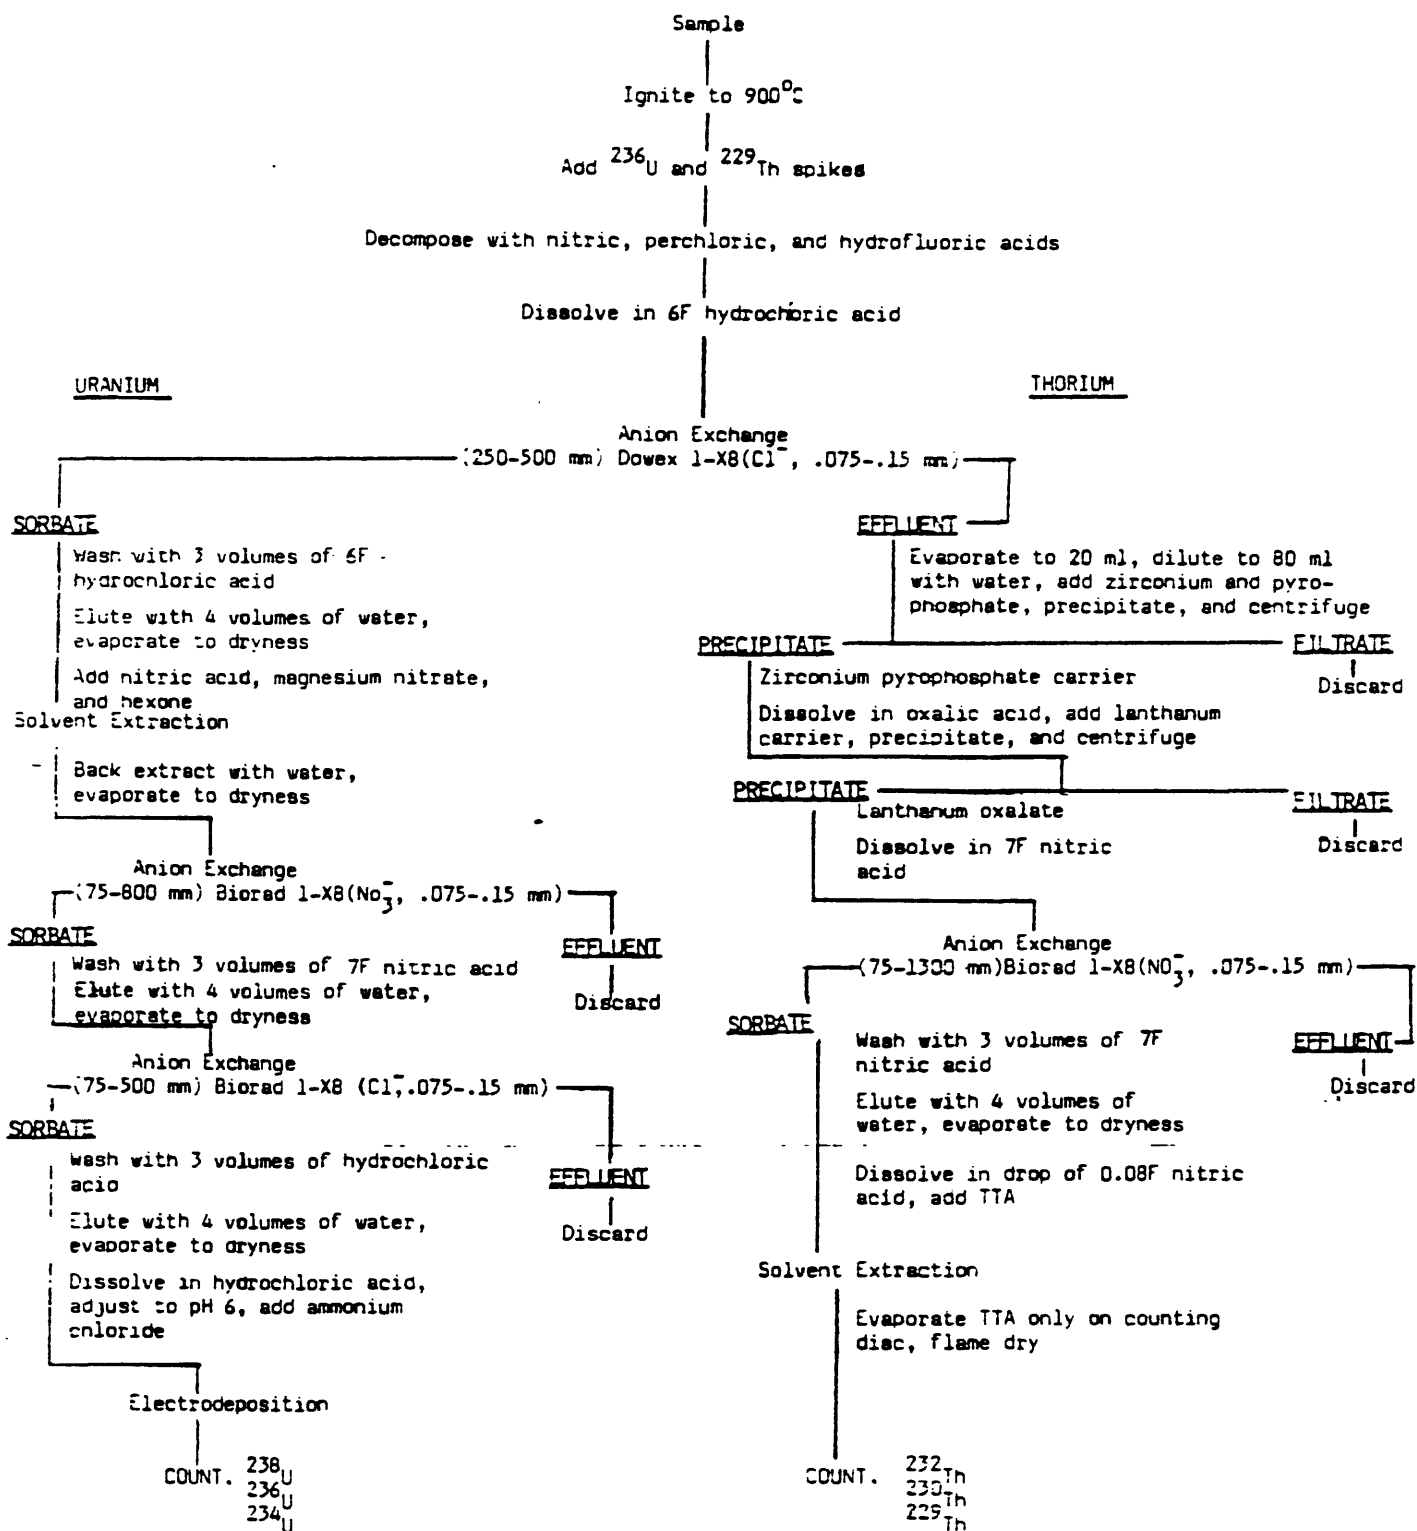 Sample
Ignite to 900°C
Add ²³⁶U and ²²⁹Th spikes
Decompose with nitric, perchloric, and hydrofluoric acids
Dissolve in 6F hydrochloric acid
URANIUM
THORIUM
Anion Exchange
(250-500 mm) Dowex 1-X8(Cl⁻, .075-.15 mm)
SORBATE
Wash with 3 volumes of 6F
hydrochloric acid
Elute with 4 volumes of water,
evaporate to dryness
Add nitric acid, magnesium nitrate,
and hexone
Solvent Extraction
Back extract with water,
evaporate to dryness
Anion Exchange
(75-800 mm) Biorad 1-X8(No₃⁻, .075-.15 mm)
SORBATE
Wash with 3 volumes of 7F nitric acid
Elute with 4 volumes of water,
evaporate to dryness
EFFLUENT
Discard
Anion Exchange
(75-500 mm) Biorad 1-X8 (Cl⁻, .075-.15 mm)
SORBATE
Wash with 3 volumes of hydrochloric
acid
Elute with 4 volumes of water,
evaporate to dryness
Dissolve in hydrochloric acid,
adjust to pH 6, add ammonium
chloride
EFFLUENT
Discard
Electrodeposition
COUNT. ²³⁸U
²³⁶U
²³⁴U
EFFLUENT
Evaporate to 20 ml, dilute to 80 ml
with water, add zirconium and pyro-
phosphate, precipitate, and centrifuge
PRECIPITATE
FILTRATE
Discard
Zirconium pyrophosphate carrier
Dissolve in oxalic acid, add lanthanum
carrier, precipitate, and centrifuge
PRECIPITATE
FILTRATE
Discard
Lanthanum oxalate
Dissolve in 7F nitric
acid
Anion Exchange
(75-1300 mm)Biorad 1-X8(NO₃⁻, .075-.15 mm)
SORBATE
EFFLUENT
Discard
Wash with 3 volumes of 7F
nitric acid
Elute with 4 volumes of
water, evaporate to dryness
Dissolve in drop of 0.08F nitric
acid, add TTA
Solvent Extraction
Evaporate TTA only on counting
disc, flame dry
COUNT. ²³²Th
²³⁰Th
²²⁹Th